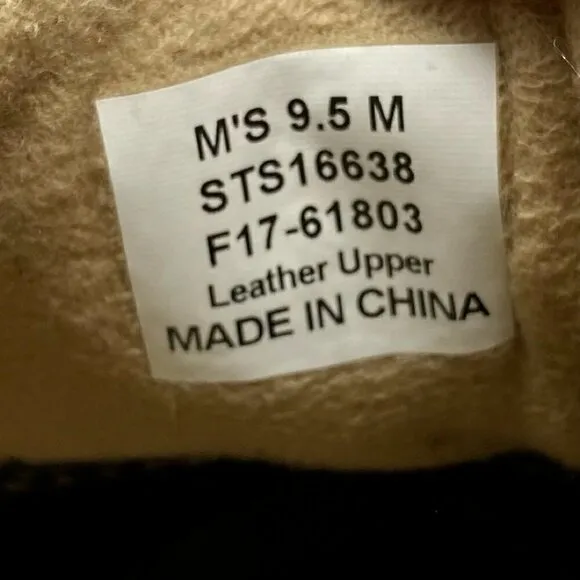 M'S 9.5 M
STS16638
F17-61803
Leather Upper
MADE IN CHINA